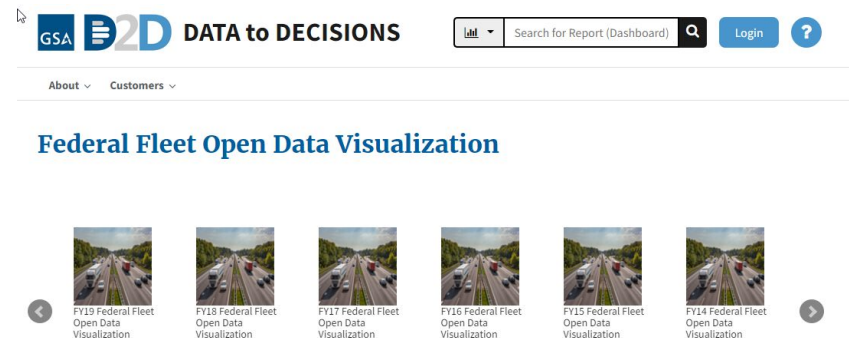 GSA D2D DATA to DECISIONS
Search for Report (Dashboard)
Login
?
About
Customers
Federal Fleet Open Data Visualization
FY19 Federal Fleet
Open Data
Visualization
FY18 Federal Fleet
Open Data
Visualization
FY17 Federal Fleet
Open Data
Visualization
FY16 Federal Fleet
Open Data
Visualization
FY15 Federal Fleet
Open Data
Visualization
FY14 Federal Fleet
Open Data
Visualization